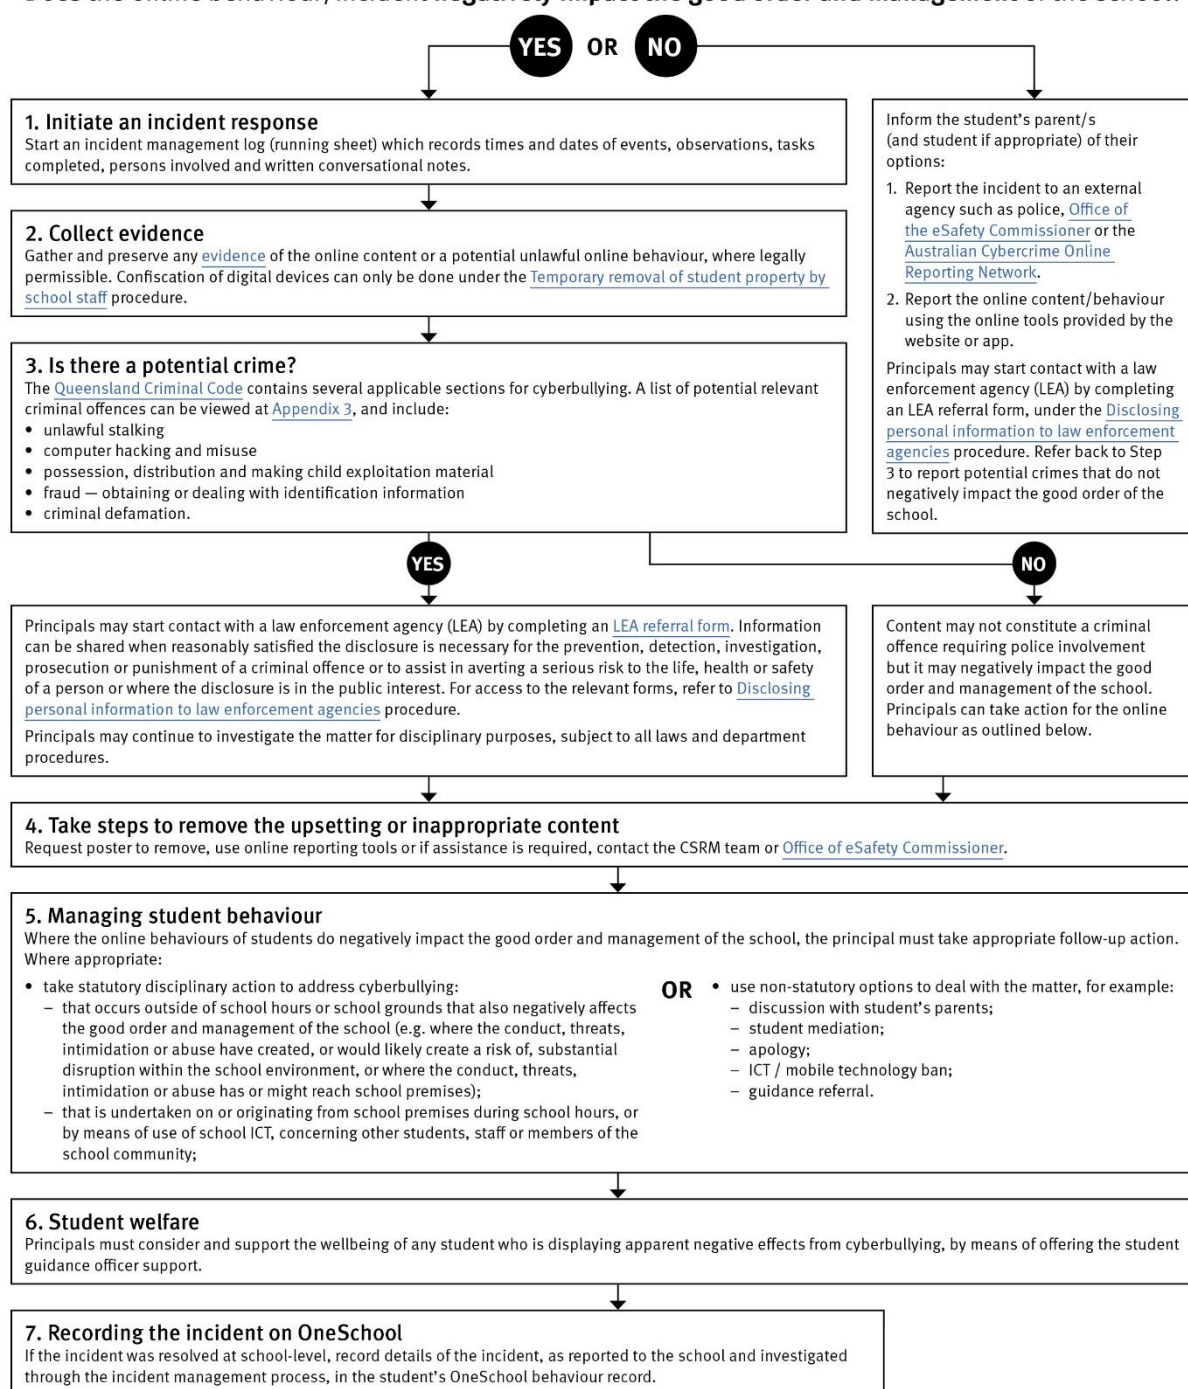 Does the online behaviour/incident negatively impact the good order and management of the school?
YES OR NO
1. Initiate an incident response
Start an incident management log (running sheet) which records times and dates of events, observations, tasks
completed, persons involved and written conversational notes.
2. Collect evidence
Gather and preserve any evidence of the online content or a potential unlawful online behaviour, where legally
permissible. Confiscation of digital devices can only be done under the Temporary removal of student property by
school staff procedure.
3. Is there a potential crime?
The Queensland Criminal Code contains several applicable sections for cyberbullying. A list of potential relevant
criminal offences can be viewed at Appendix 3, and include:
• unlawful stalking
• computer hacking and misuse
• possession, distribution and making child exploitation material
• fraud — obtaining or dealing with identification information
• criminal defamation.
Inform the student's parent/s
(and student if appropriate) of their
options:
1. Report the incident to an external
agency such as police, Office of
the eSafety Commissioner or the
Australian Cybercrime Online
Reporting Network.
2. Report the online content/behaviour
using the online tools provided by the
website or app.
Principals may start contact with a law
enforcement agency (LEA) by completing
an LEA referral form, under the Disclosing
personal information to law enforcement
agencies procedure. Refer back to Step
3 to report potential crimes that do not
negatively impact the good order of the
school.
YES
NO
Principals may start contact with a law enforcement agency (LEA) by completing an LEA referral form. Information
can be shared when reasonably satisfied the disclosure is necessary for the prevention, detection, investigation,
prosecution or punishment of a criminal offence or to assist in averting a serious risk to the life, health or safety
of a person or where the disclosure is in the public interest. For access to the relevant forms, refer to Disclosing
personal information to law enforcement agencies procedure.
Principals may continue to investigate the matter for disciplinary purposes, subject to all laws and department
procedures.
Content may not constitute a criminal
offence requiring police involvement
but it may negatively impact the good
order and management of the school.
Principals can take action for the online
behaviour as outlined below.
4. Take steps to remove the upsetting or inappropriate content
Request poster to remove, use online reporting tools or if assistance is required, contact the CSRM team or Office of eSafety Commissioner.
5. Managing student behaviour
Where the online behaviours of students do negatively impact the good order and management of the school, the principal must take appropriate follow-up action.
Where appropriate:
• take statutory disciplinary action to address cyberbullying:
– that occurs outside of school hours or school grounds that also negatively affects
the good order and management of the school (e.g. where the conduct, threats,
intimidation or abuse have created, or would likely create a risk of, substantial
disruption within the school environment, or where the conduct, threats,
intimidation or abuse has or might reach school premises);
– that is undertaken on or originating from school premises during school hours, or
by means of use of school ICT, concerning other students, staff or members of the
school community;
OR
• use non-statutory options to deal with the matter, for example:
– discussion with student's parents;
– student mediation;
– apology;
– ICT / mobile technology ban;
– guidance referral.
6. Student welfare
Principals must consider and support the wellbeing of any student who is displaying apparent negative effects from cyberbullying, by means of offering the student
guidance officer support.
7. Recording the incident on OneSchool
If the incident was resolved at school-level, record details of the incident, as reported to the school and investigated
through the incident management process, in the student's OneSchool behaviour record.